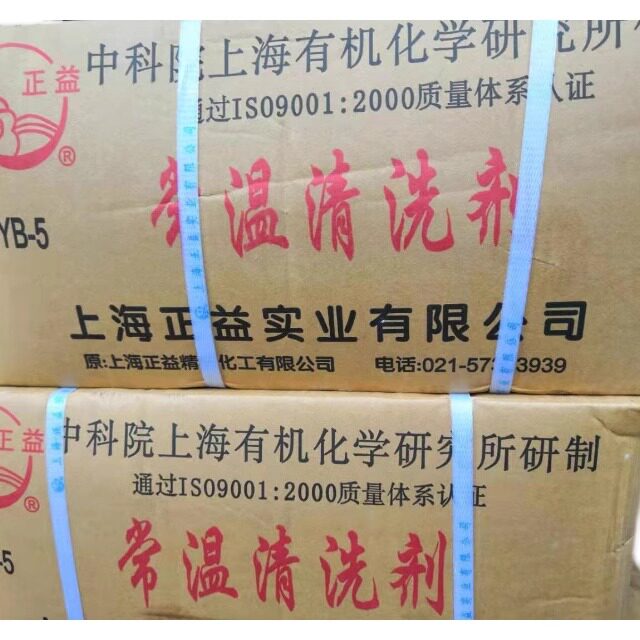 正益
®
中科院上海有机化学研究所
通过ISO9001:2000质量体系认证
YB-5
常温清洗剂
上海正益实业有限公司
原:上海正益精 化工有限公司 电话:021-57 3939
正益
中科院上海有机化学研究所研制
通过ISO9001:2000质量体系认证
-5
常温清洗剂